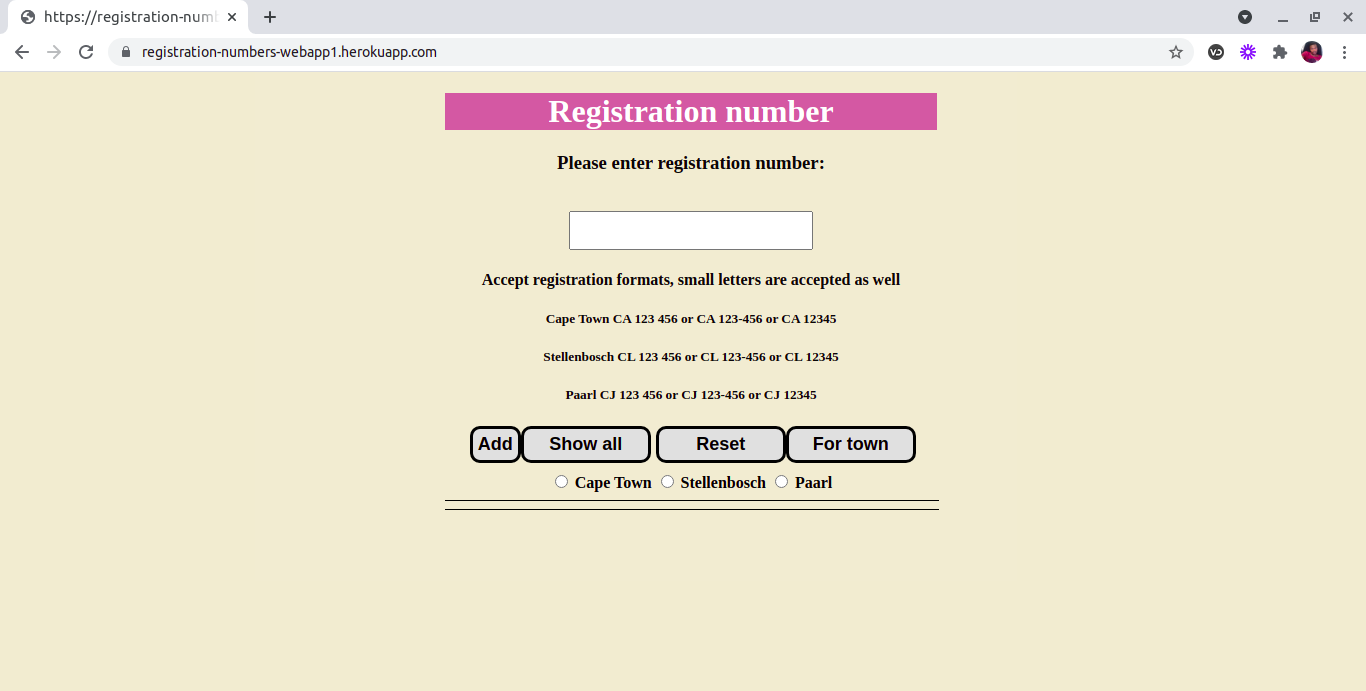 https://registration-numb
registration-numbers-webapp1.herokuapp.com
Registration number
Please enter registration number:
Accept registration formats, small letters are accepted as well
Cape Town CA 123 456 or CA 123-456 or CA 12345
Stellenbosch CL 123 456 or CL 123-456 or CL 12345
Paarl CJ 123 456 or CJ 123-456 or CJ 12345
Add Show all Reset For town
Cape Town Stellenbosch Paarl